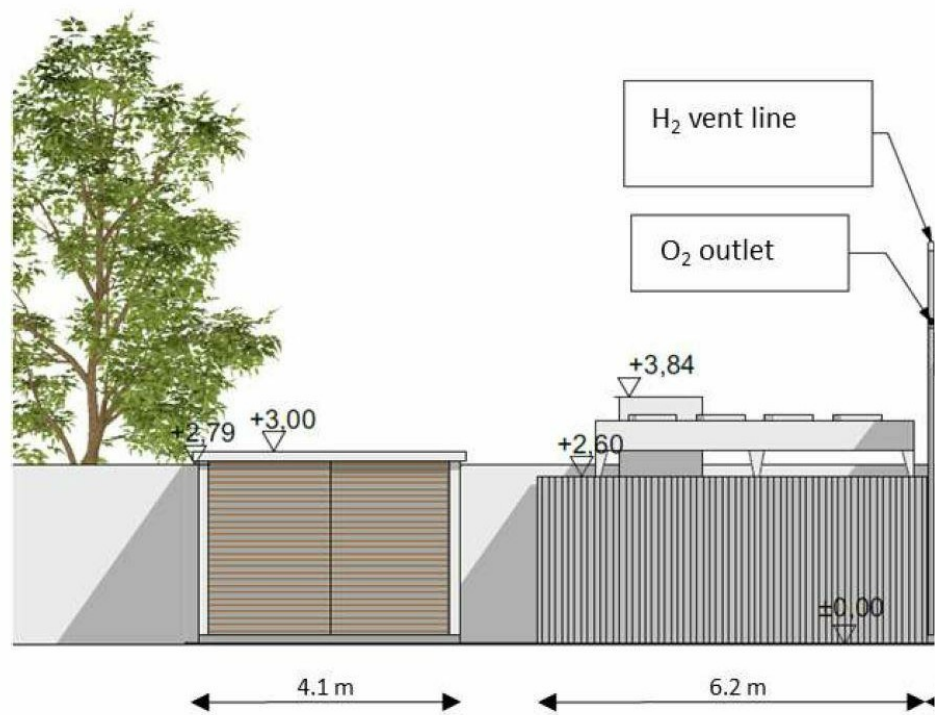 H₂ vent line
O₂ outlet
+3,84
+3,00
+2,79
+2,60
±0,00
4.1 m
6.2 m